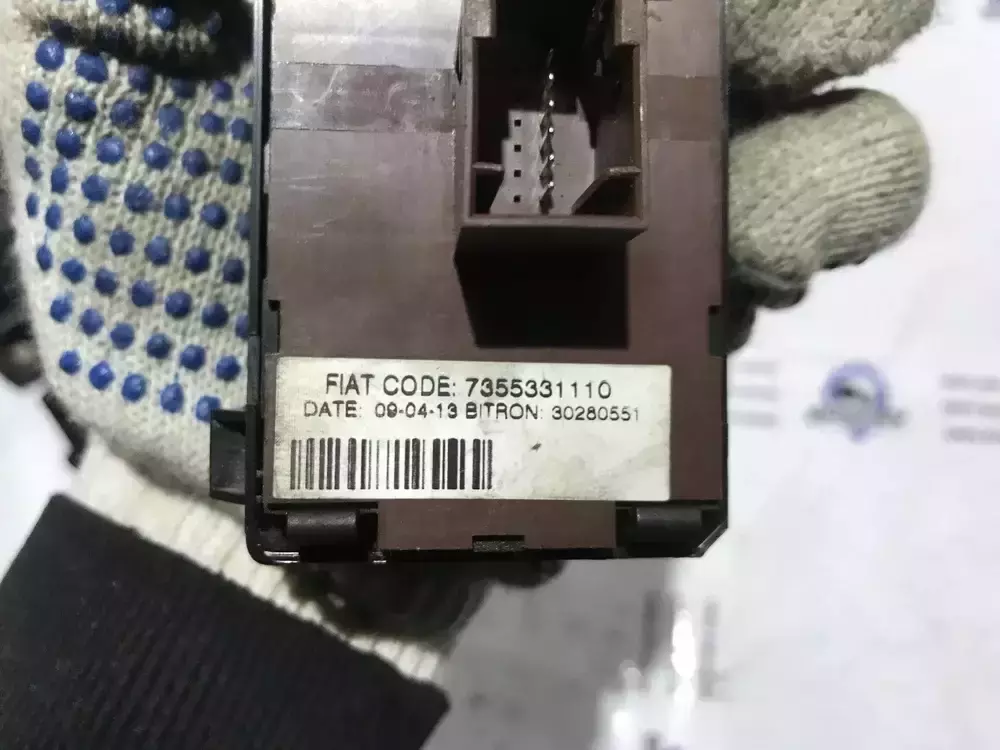 FIAT CODE: 7355331110
DATE: 09-04-13 BITRON: 30280551